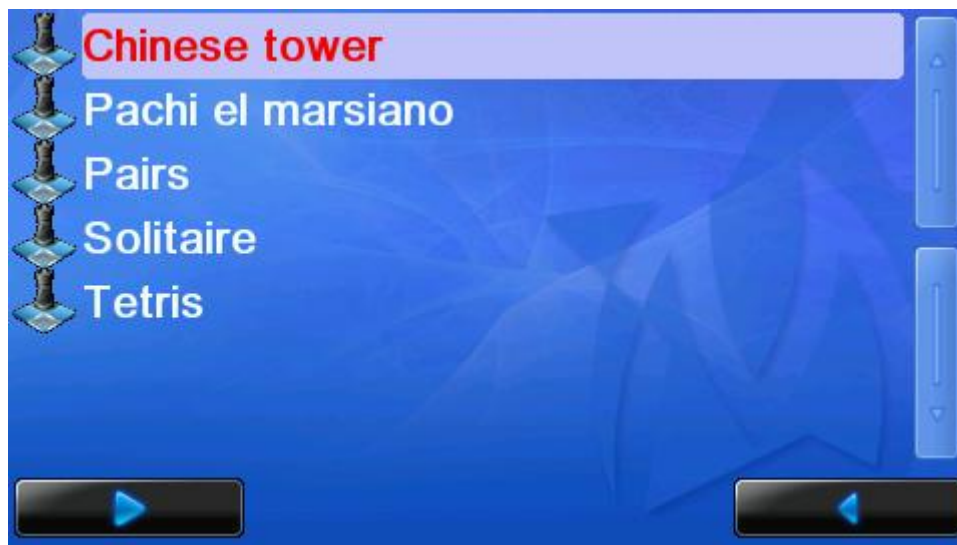 Chinese tower
Pachi el marsiano
Pairs
Solitaire
Tetris